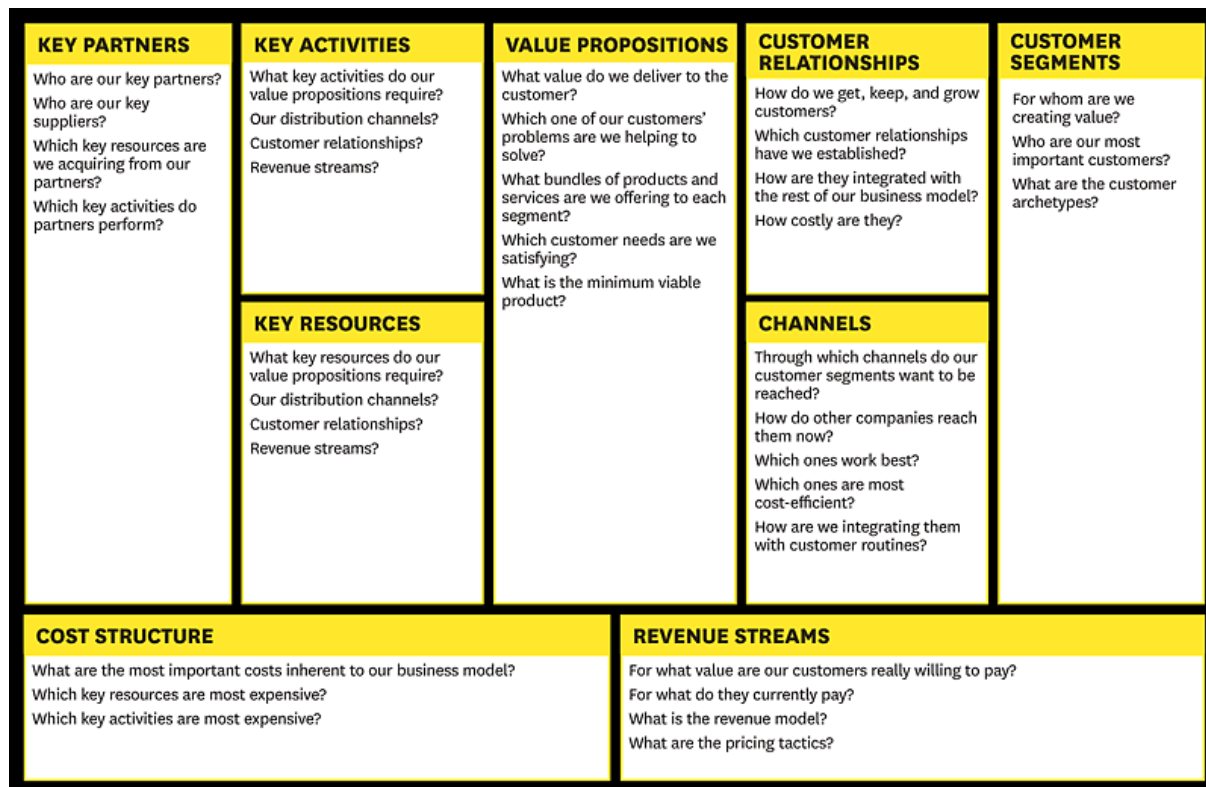 KEY PARTNERS
Who are our key partners?
Who are our key
suppliers?
Which key resources are
we acquiring from our
partners?
Which key activities do
partners perform?
KEY ACTIVITIES
What key activities do our
value propositions require?
Our distribution channels?
Customer relationships?
Revenue streams?
KEY RESOURCES
What key resources do our
value propositions require?
Our distribution channels?
Customer relationships?
Revenue streams?
VALUE PROPOSITIONS
What value do we deliver to the
customer?
Which one of our customers’
problems are we helping to
solve?
What bundles of products and
services are we offering to each
segment?
Which customer needs are we
satisfying?
What is the minimum viable
product?
CUSTOMER
RELATIONSHIPS
How do we get, keep, and grow
customers?
Which customer relationships
have we established?
How are they integrated with
the rest of our business model?
How costly are they?
CHANNELS
Through which channels do our
customer segments want to be
reached?
How do other companies reach
them now?
Which ones work best?
Which ones are most
cost-efficient?
How are we integrating them
with customer routines?
CUSTOMER
SEGMENTS
For whom are we
creating value?
Who are our most
important customers?
What are the customer
archetypes?
COST STRUCTURE
What are the most important costs inherent to our business model?
Which key resources are most expensive?
Which key activities are most expensive?
REVENUE STREAMS
For what value are our customers really willing to pay?
For what do they currently pay?
What is the revenue model?
What are the pricing tactics?